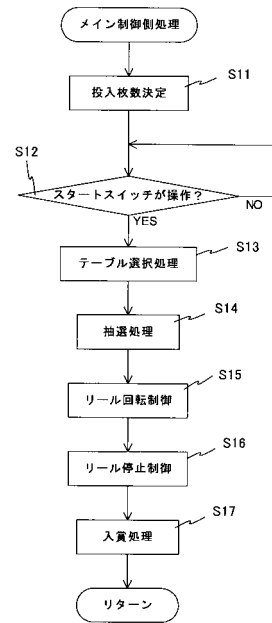 メイン制御側処理
S11
投入枚数決定
S12
スタートスイッチが操作？
NO
YES
S13
テーブル選択処理
S14
抽選処理
S15
リール回転制御
S16
リール停止制御
S17
入賞処理
リターン